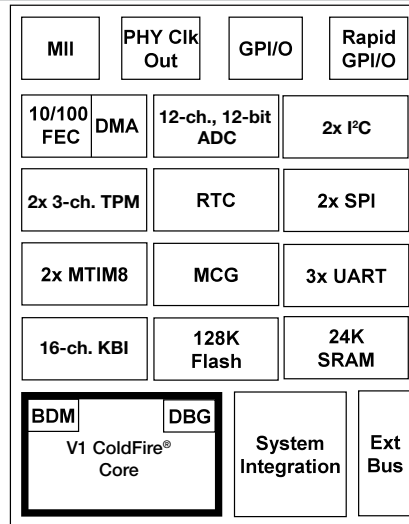 MII
PHY Clk
Out
GPI/O
Rapid
GPI/O
10/100
FEC
DMA
12-ch., 12-bit
ADC
2x I²C
2x 3-ch. TPM
RTC
2x SPI
2x MTIM8
MCG
3x UART
16-ch. KBI
128K
Flash
24K
SRAM
BDM
DBG
V1 ColdFire®
Core
System
Integration
Ext
Bus